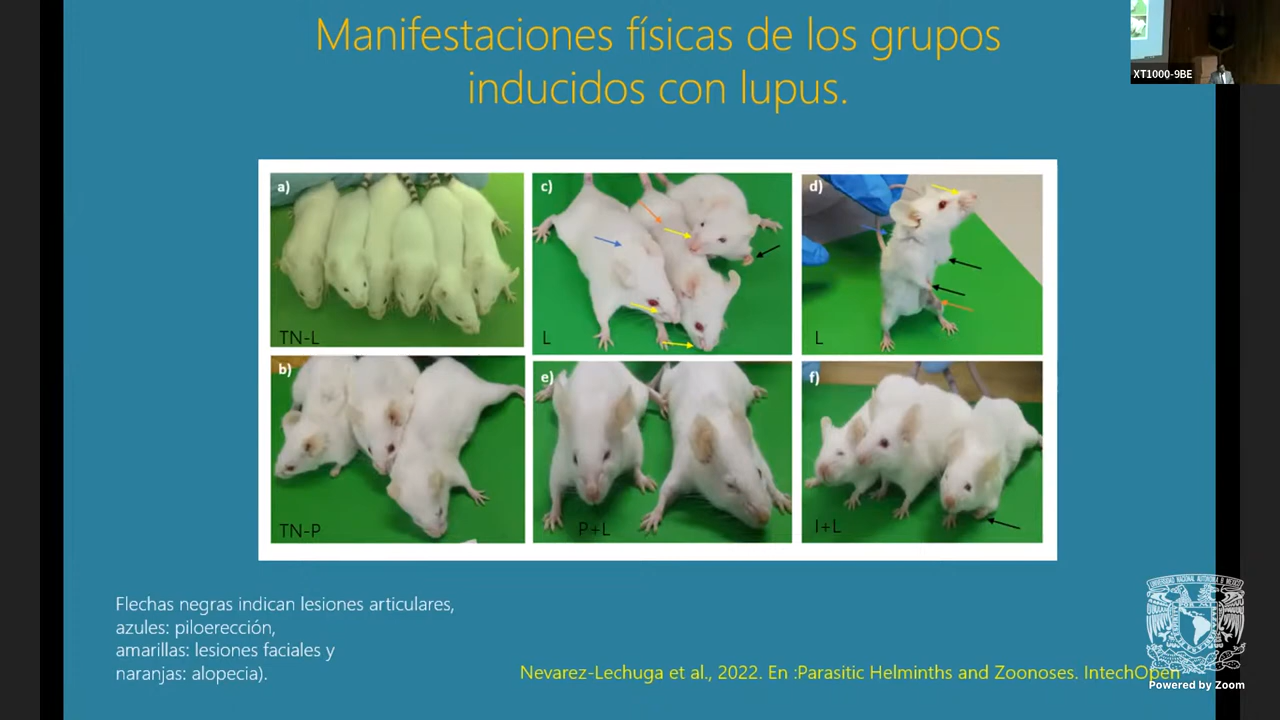 Manifestaciones físicas de los grupos
inducidos con lupus.
XT1000-9BE
a)
TN-L
c)
L
d)
L
b)
TN-P
e)
P+L
f)
I+L
Flechas negras indican lesiones articulares,
azules: piloerección,
amarillas: lesiones faciales y
naranjas: alopecia).
Nevarez-Lechuga et al., 2022. En :Parasitic Helminths and Zoonoses. IntechOpen
Powered by Zoom